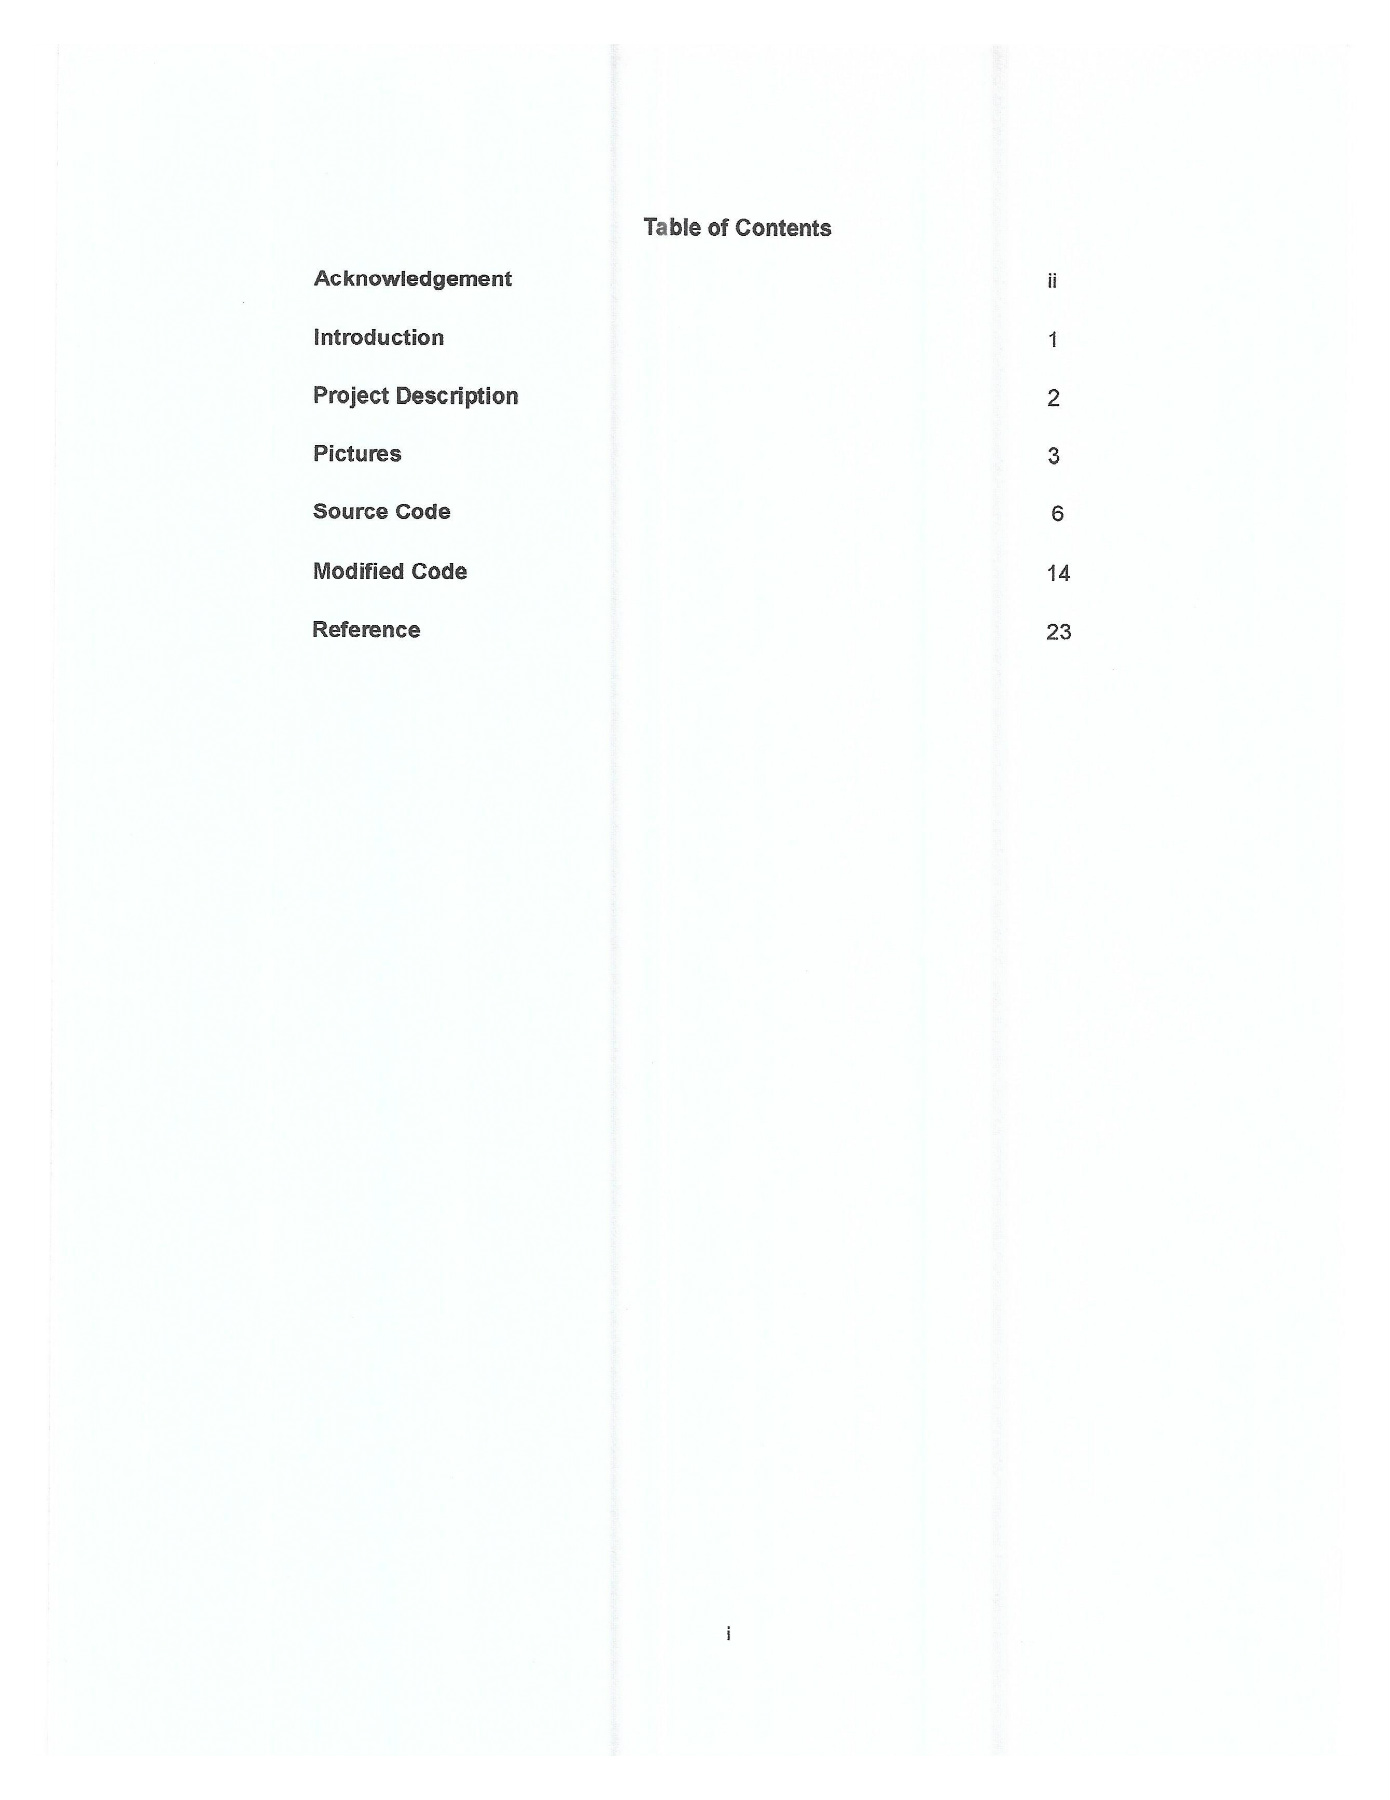 Table of Contents
Acknowledgement ii
Introduction 1
Project Description 2
Pictures 3
Source Code 6
Modified Code 14
Reference 23
i